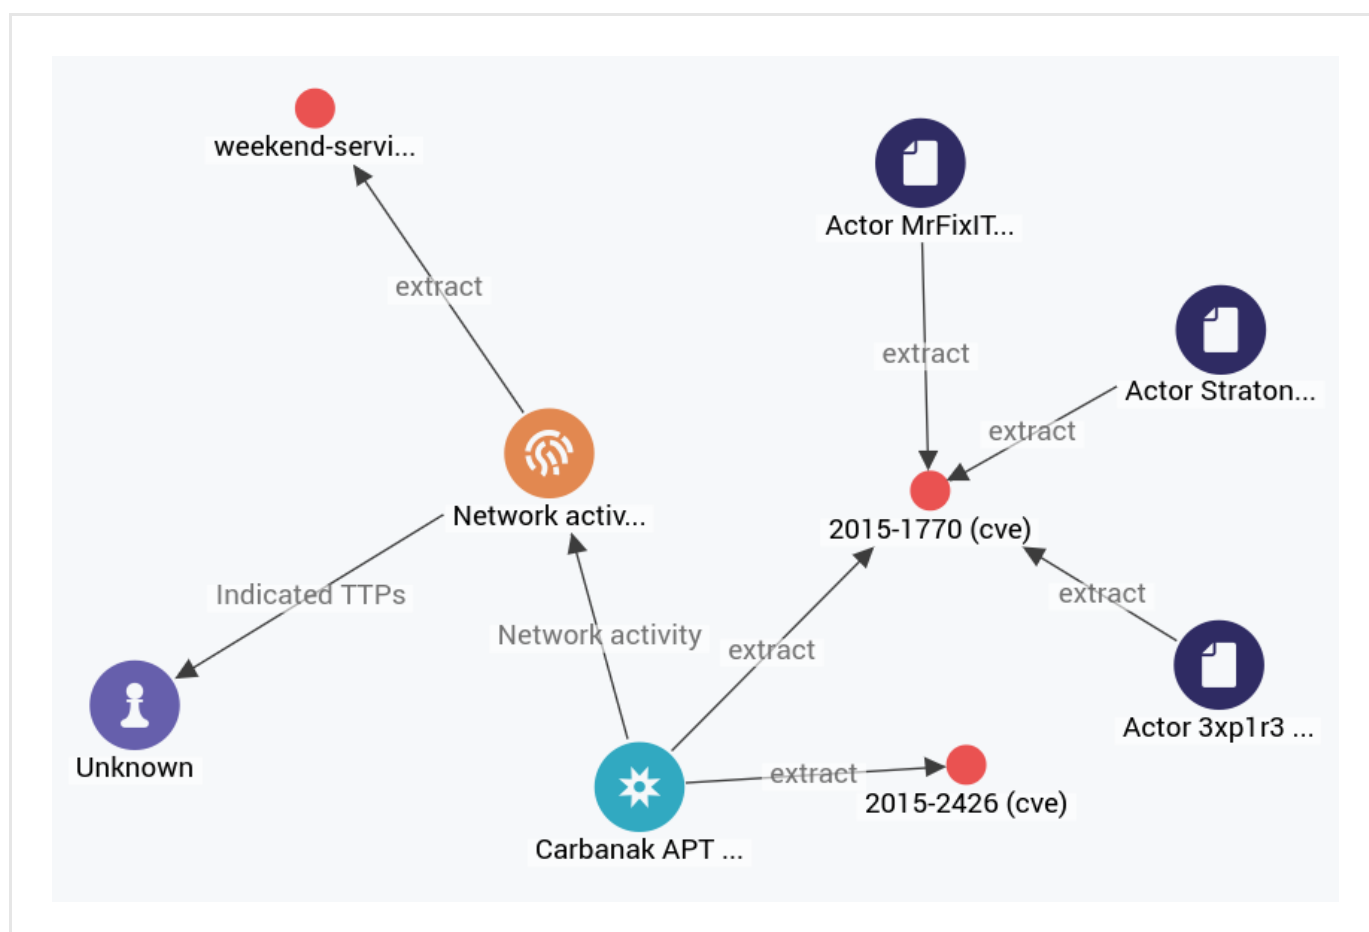 weekend-servi...
Actor MrFixIT...
extract
extract
Actor Straton...
extract
Network activ...
2015-1770 (cve)
Indicated TTPs
extract
Network activity
extract
Actor 3xp1r3 ...
Unknown
extract
2015-2426 (cve)
Carbanak APT ...